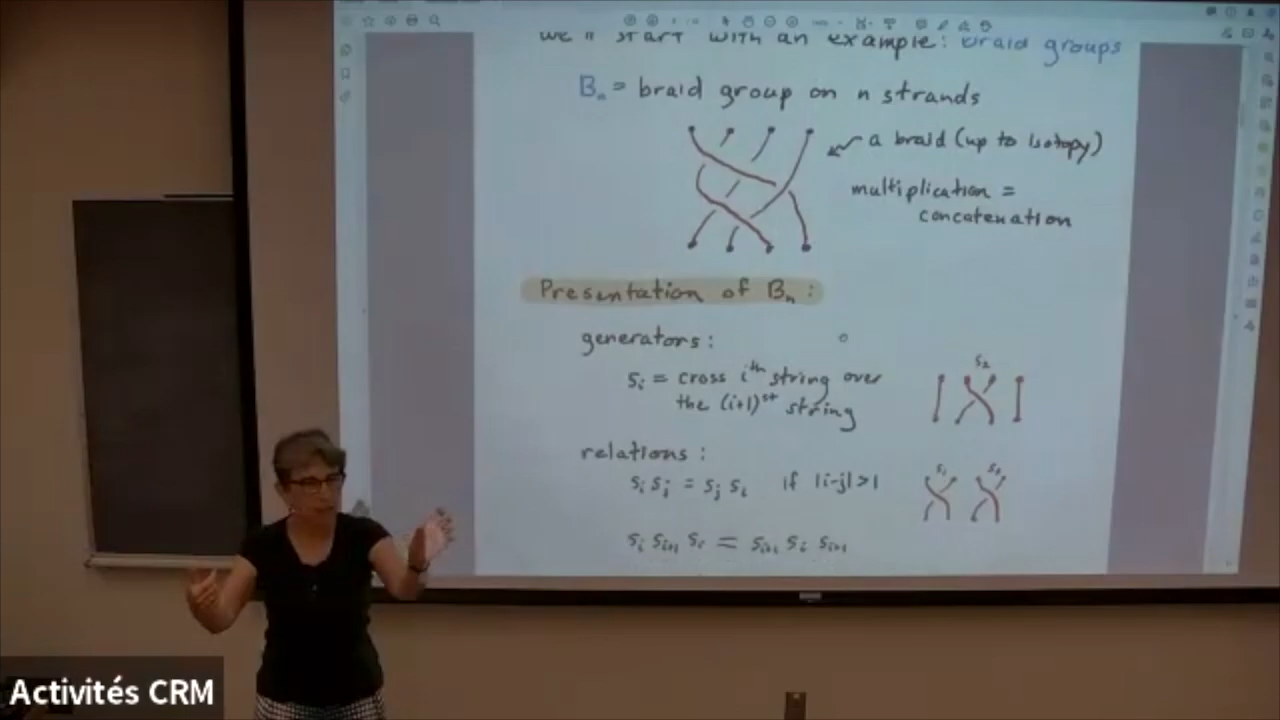 we'll start with an example: braid groups
Bn = braid group on n strands
a braid (up to isotopy)
multiplication =
concatenation
Presentation of Bn :
generators :
si = cross ith string over
the (i+1)st string
s2
relations :
si sj = sj si if |i-j|>1
si si+1 si = si+1 si si+1
Activités CRM